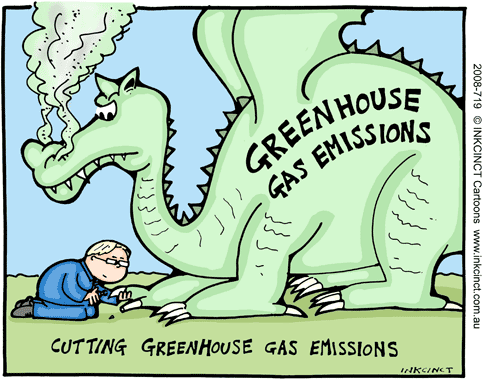 GREENHOUSE
GAS EMISSIONS
CUTTING GREENHOUSE GAS EMISSIONS
INKCINCT
2008-719 © INKCINCT Cartoons www.inkcinct.com.au